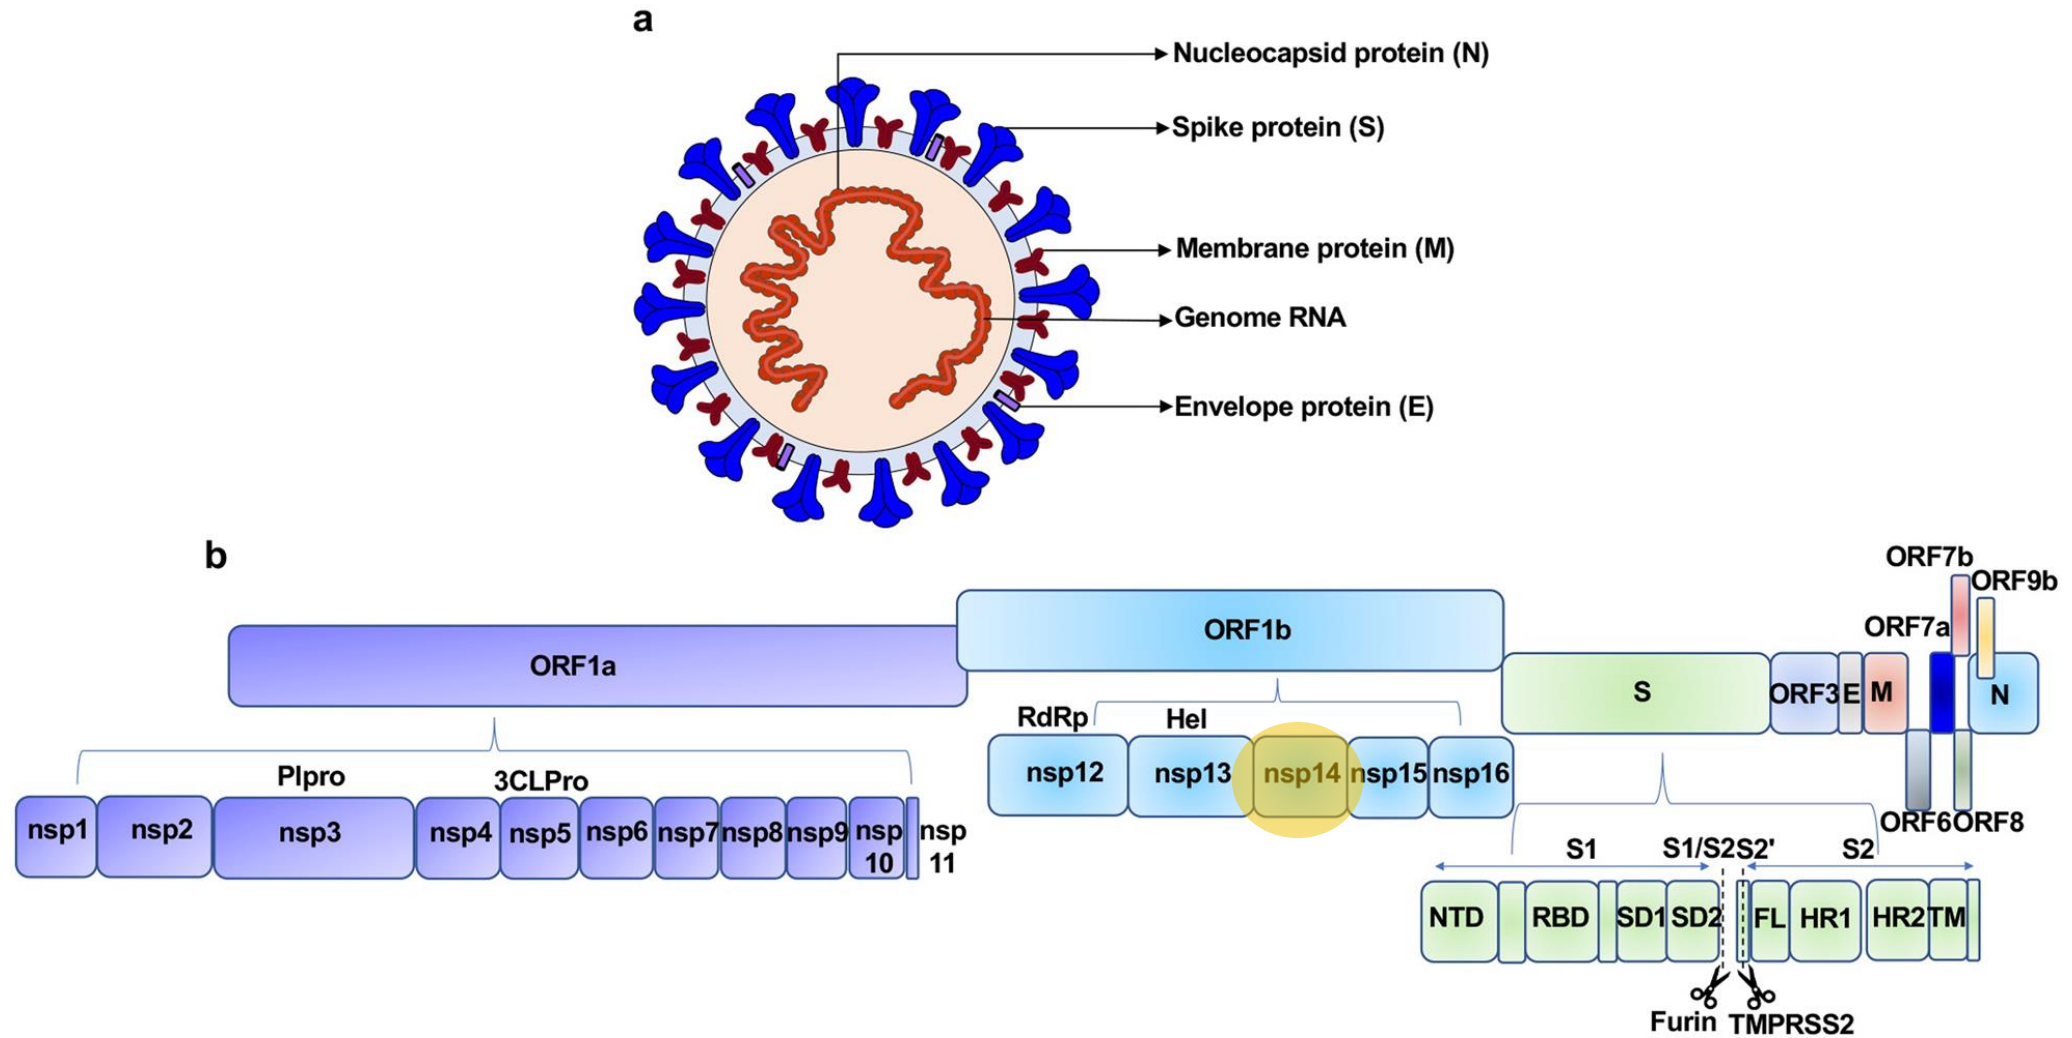 a
Nucleocapsid protein (N)
Spike protein (S)
Membrane protein (M)
Genome RNA
Envelope protein (E)
b
ORF7b
ORF9b
ORF1a
ORF1b
ORF7a
S
ORF3
E
M
N
RdRp
Hel
nsp12
nsp13
nsp14
nsp15
nsp16
Plpro
3CLPro
nsp1
nsp2
nsp3
nsp4
nsp5
nsp6
nsp7
nsp8
nsp9
nsp
10
nsp
11
ORF6
ORF8
S1
S1/S2
S2'
S2
NTD
RBD
SD1
SD2
FL
HR1
HR2
TM
Furin
TMPRSS2